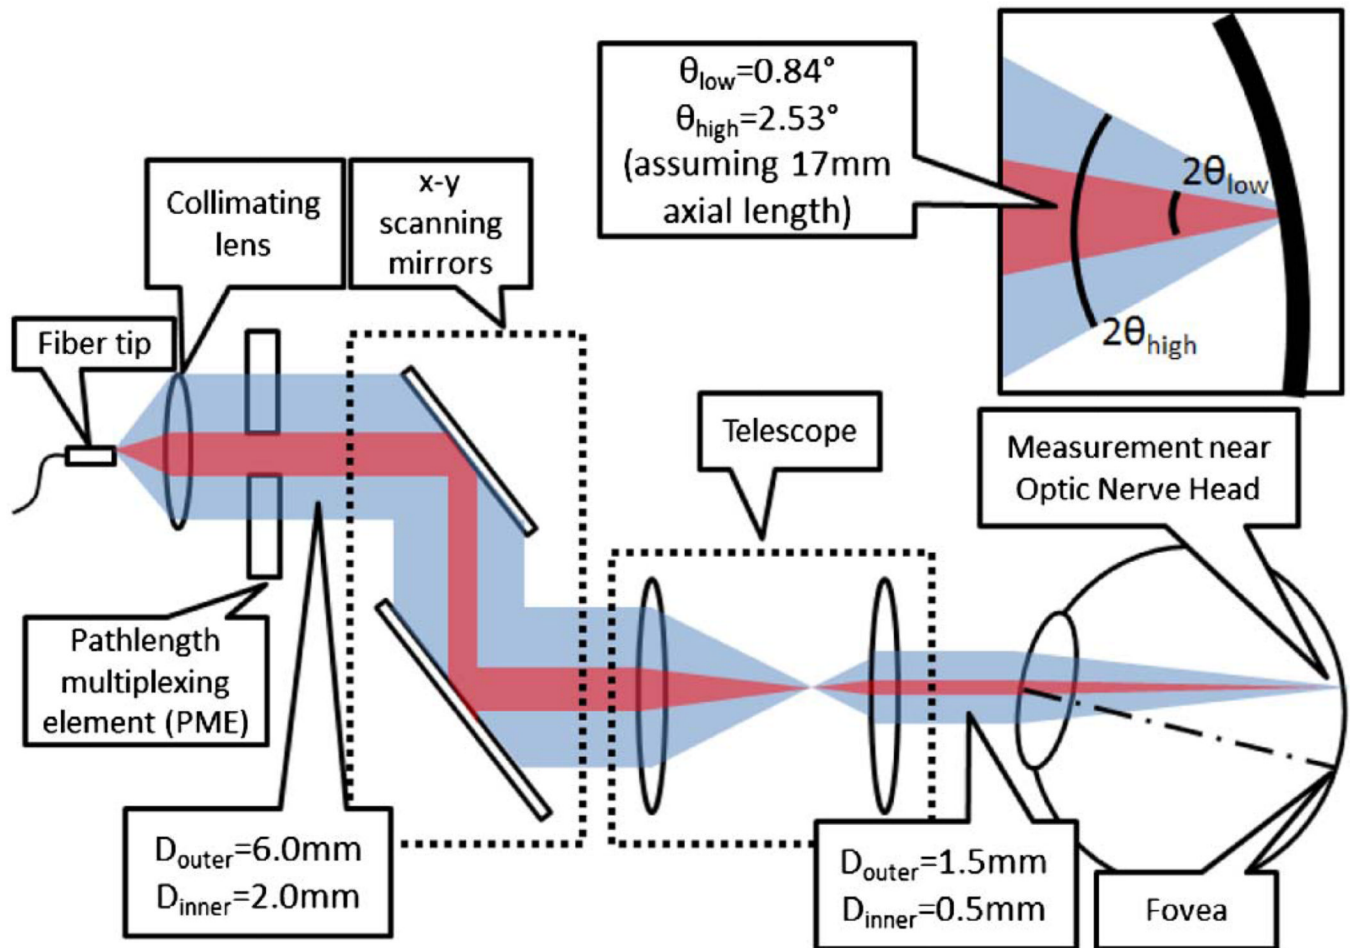 θlow=0.84°
θhigh=2.53°
(assuming 17mm
axial length)
2θlow
2θhigh
Collimating
lens
x-y
scanning
mirrors
Fiber tip
Telescope
Measurement near
Optic Nerve Head
Pathlength
multiplexing
element (PME)
Douter=6.0mm
Dinner=2.0mm
Douter=1.5mm
Dinner=0.5mm
Fovea